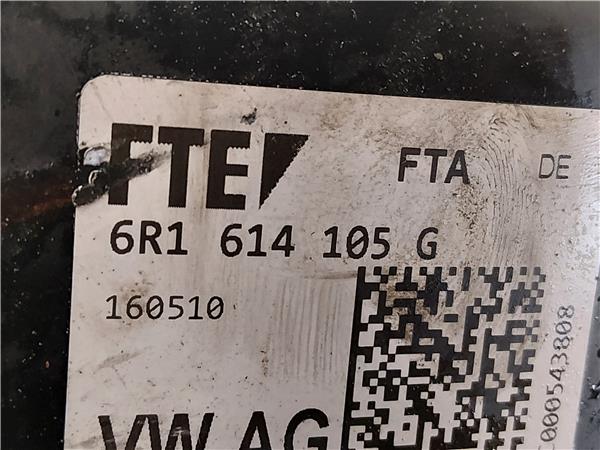 FTE FTA DE
6R1 614 105 G
160510
VW AG
000543808